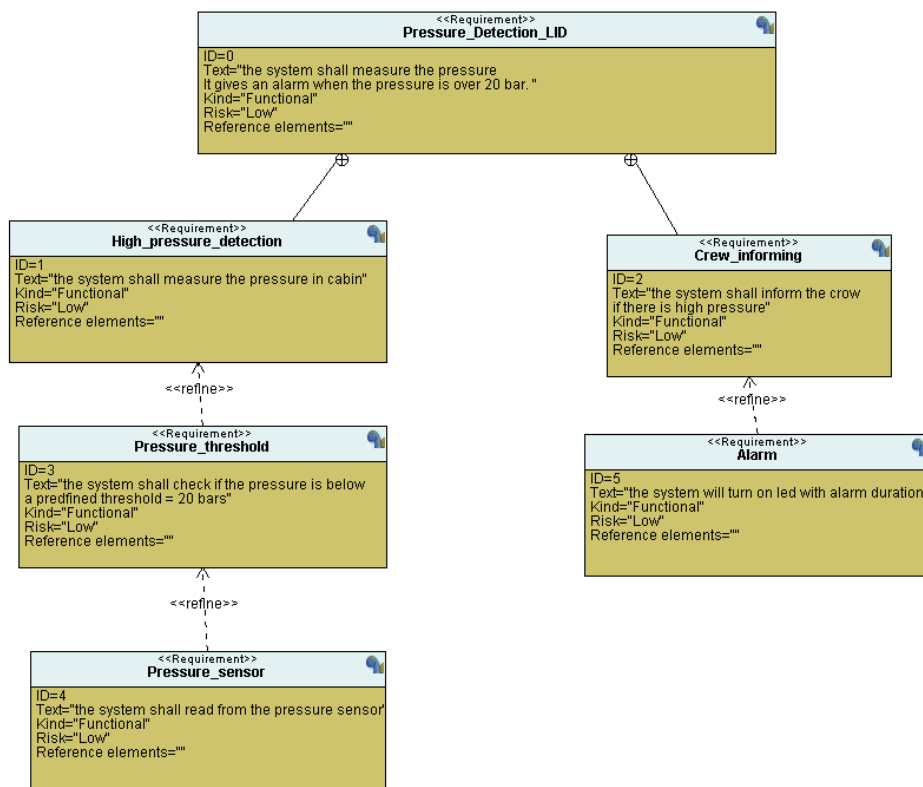 <<Requirement>>
Pressure_Detection_LID
ID=0
Text="the system shall measure the pressure
It gives an alarm when the pressure is over 20 bar. "
Kind="Functional"
Risk="Low"
Reference elements=""
<<Requirement>>
High_pressure_detection
ID=1
Text="the system shall measure the pressure in cabin"
Kind="Functional"
Risk="Low"
Reference elements=""
<<Requirement>>
Crew_informing
ID=2
Text="the system shall inform the crow
if there is high pressure"
Kind="Functional"
Risk="Low"
Reference elements=""
<<refine>>
<<refine>>
<<Requirement>>
Pressure_threshold
ID=3
Text="the system shall check if the pressure is below
a predfined threshold = 20 bars"
Kind="Functional"
Risk="Low"
Reference elements=""
<<Requirement>>
Alarm
ID=5
Text="the system will turn on led with alarm duration
Kind="Functional"
Risk="Low"
Reference elements=""
<<refine>>
<<Requirement>>
Pressure_sensor
ID=4
Text="the system shall read from the pressure sensor"
Kind="Functional"
Risk="Low"
Reference elements=""